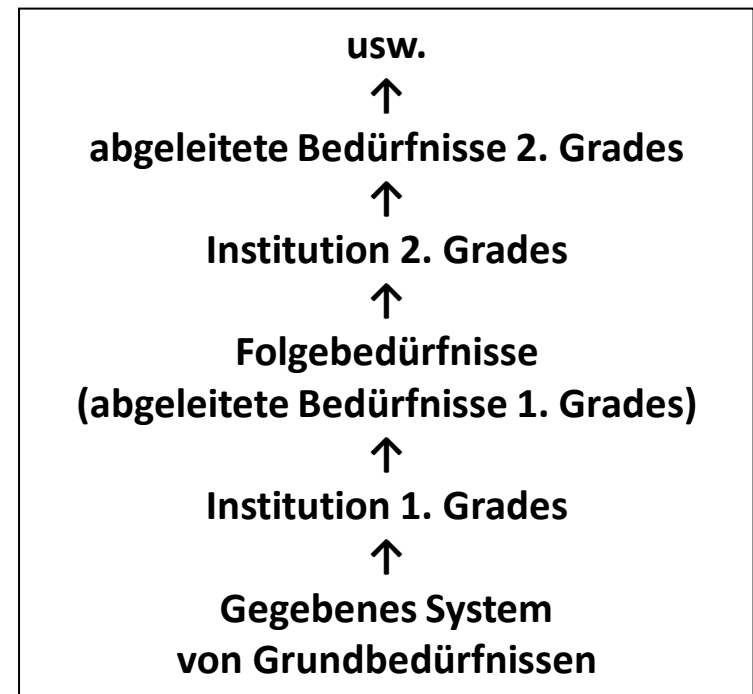 usw.
↑
abgeleitete Bedürfnisse 2. Grades
↑
Institution 2. Grades
↑
Folgebedürfnisse
(abgeleitete Bedürfnisse 1. Grades)
↑
Institution 1. Grades
↑
Gegebenes System
von Grundbedürfnissen